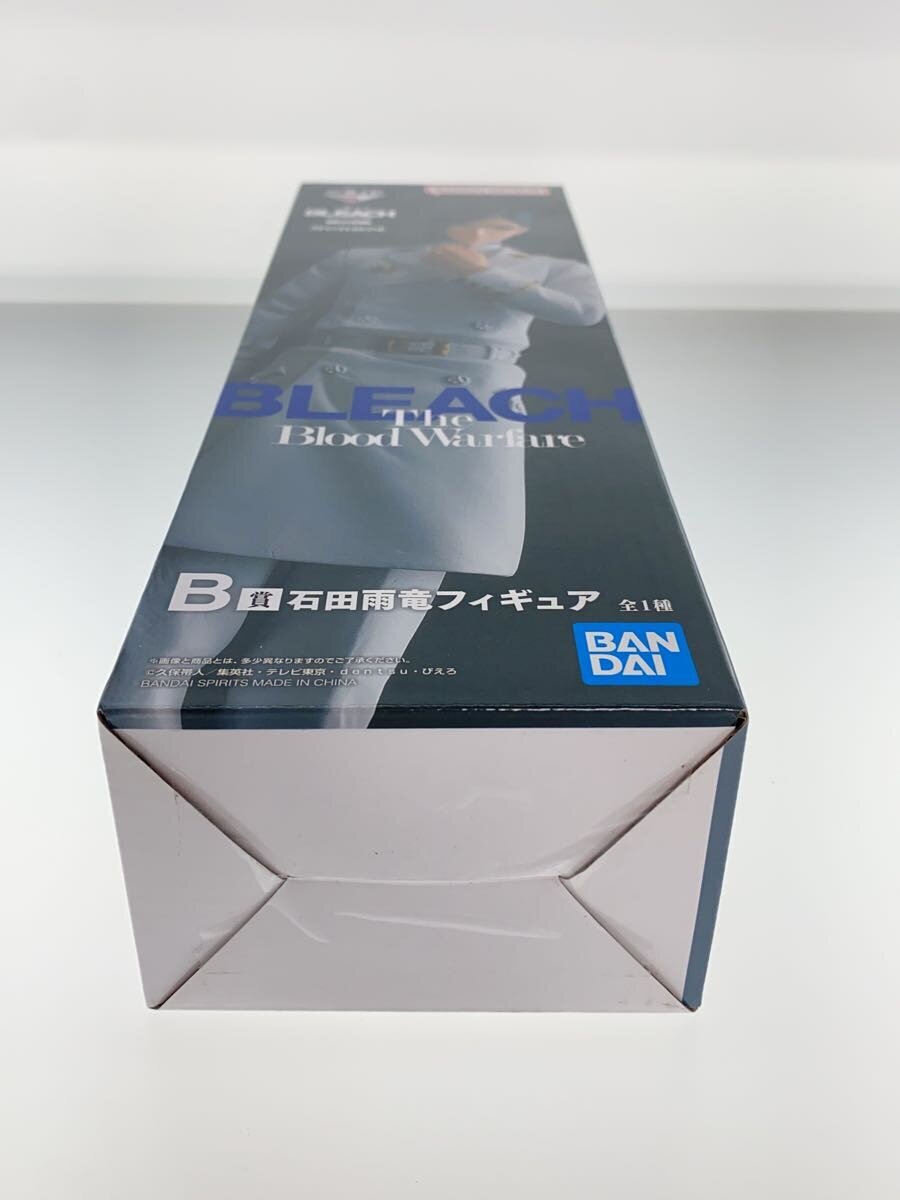 BLEACH
BLEACH
The
Blood Warfare
B賞 石田雨竜フィギュア 全1種
BAN
DAI
※画像と商品とは、多少異なりますのでご了承ください。
©久保帯人／集英社・テレビ東京・dentsu・ぴえろ
BANDAI SPIRITS MADE IN CHINA